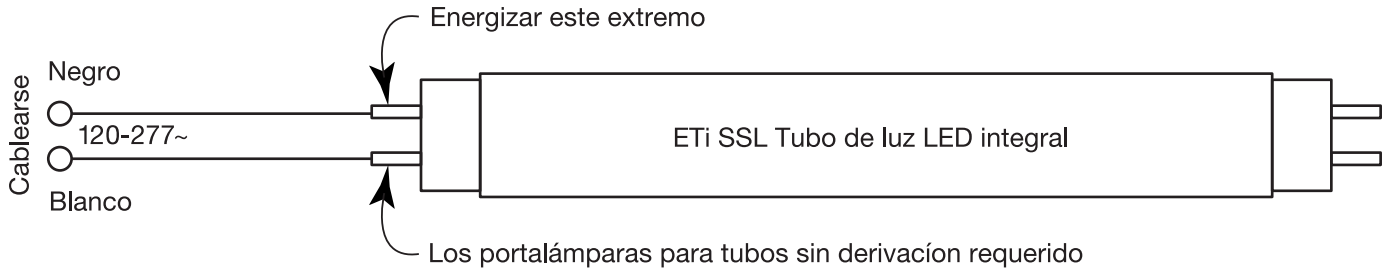 Energizar este extremo
Negro
Cablearse
120-277~
ETi SSL Tubo de luz LED integral
Blanco
Los portalámparas para tubos sin derivacíon requerido